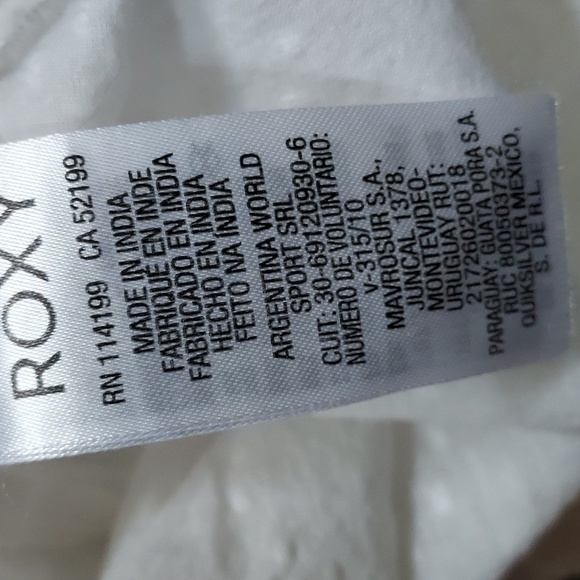 ROXY
RN 114199 CA 52199
MADE IN INDIA
FABRIQUÉ EN INDE
FABRICADO EN INDIA
HECHO EN INDIA
FEITO NA INDIA
ARGENTINA WORLD
SPORT SRL
CUIT: 30-69120930-6
NUMERO DE VOLUNTARIO:
V-315/10
MAVROSUR S.A.,
JUNCAL 1378,
MONTEVIDEO-
URUGUAY RUT:
21726020018
PARAGUAY: GUATA PORA S.A.
RUC 80050373-2
QUIKSILVER MEXICO,
S. DE R.L.